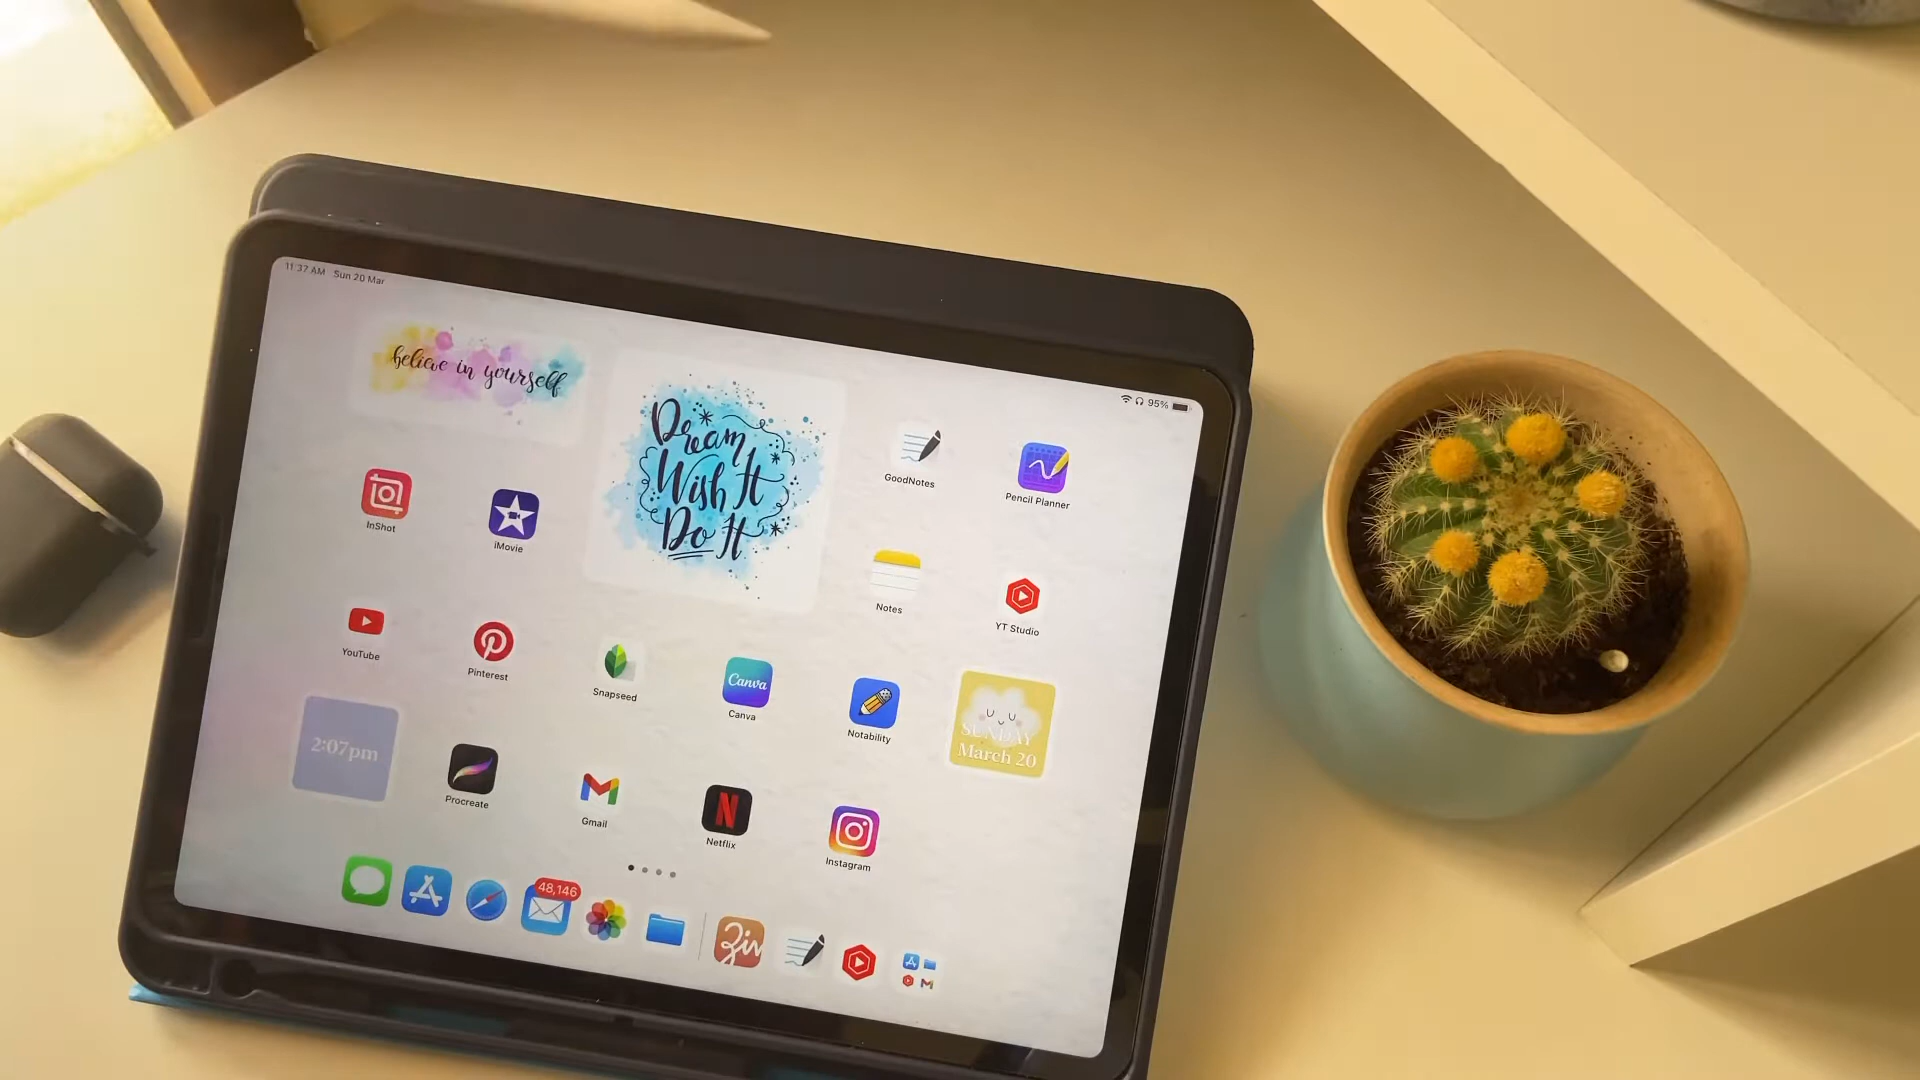 11:37 AM Sun 20 Mar
95%
believe in yourself
Dream
Wish It
Do It
GoodNotes
Pencil Planner
InShot
iMovie
Notes
YT Studio
YouTube
Pinterest
Snapseed
Canva
Canva
Notability
SUNDAY
March 20
2:07pm
Procreate
Gmail
Netflix
Instagram
48,146